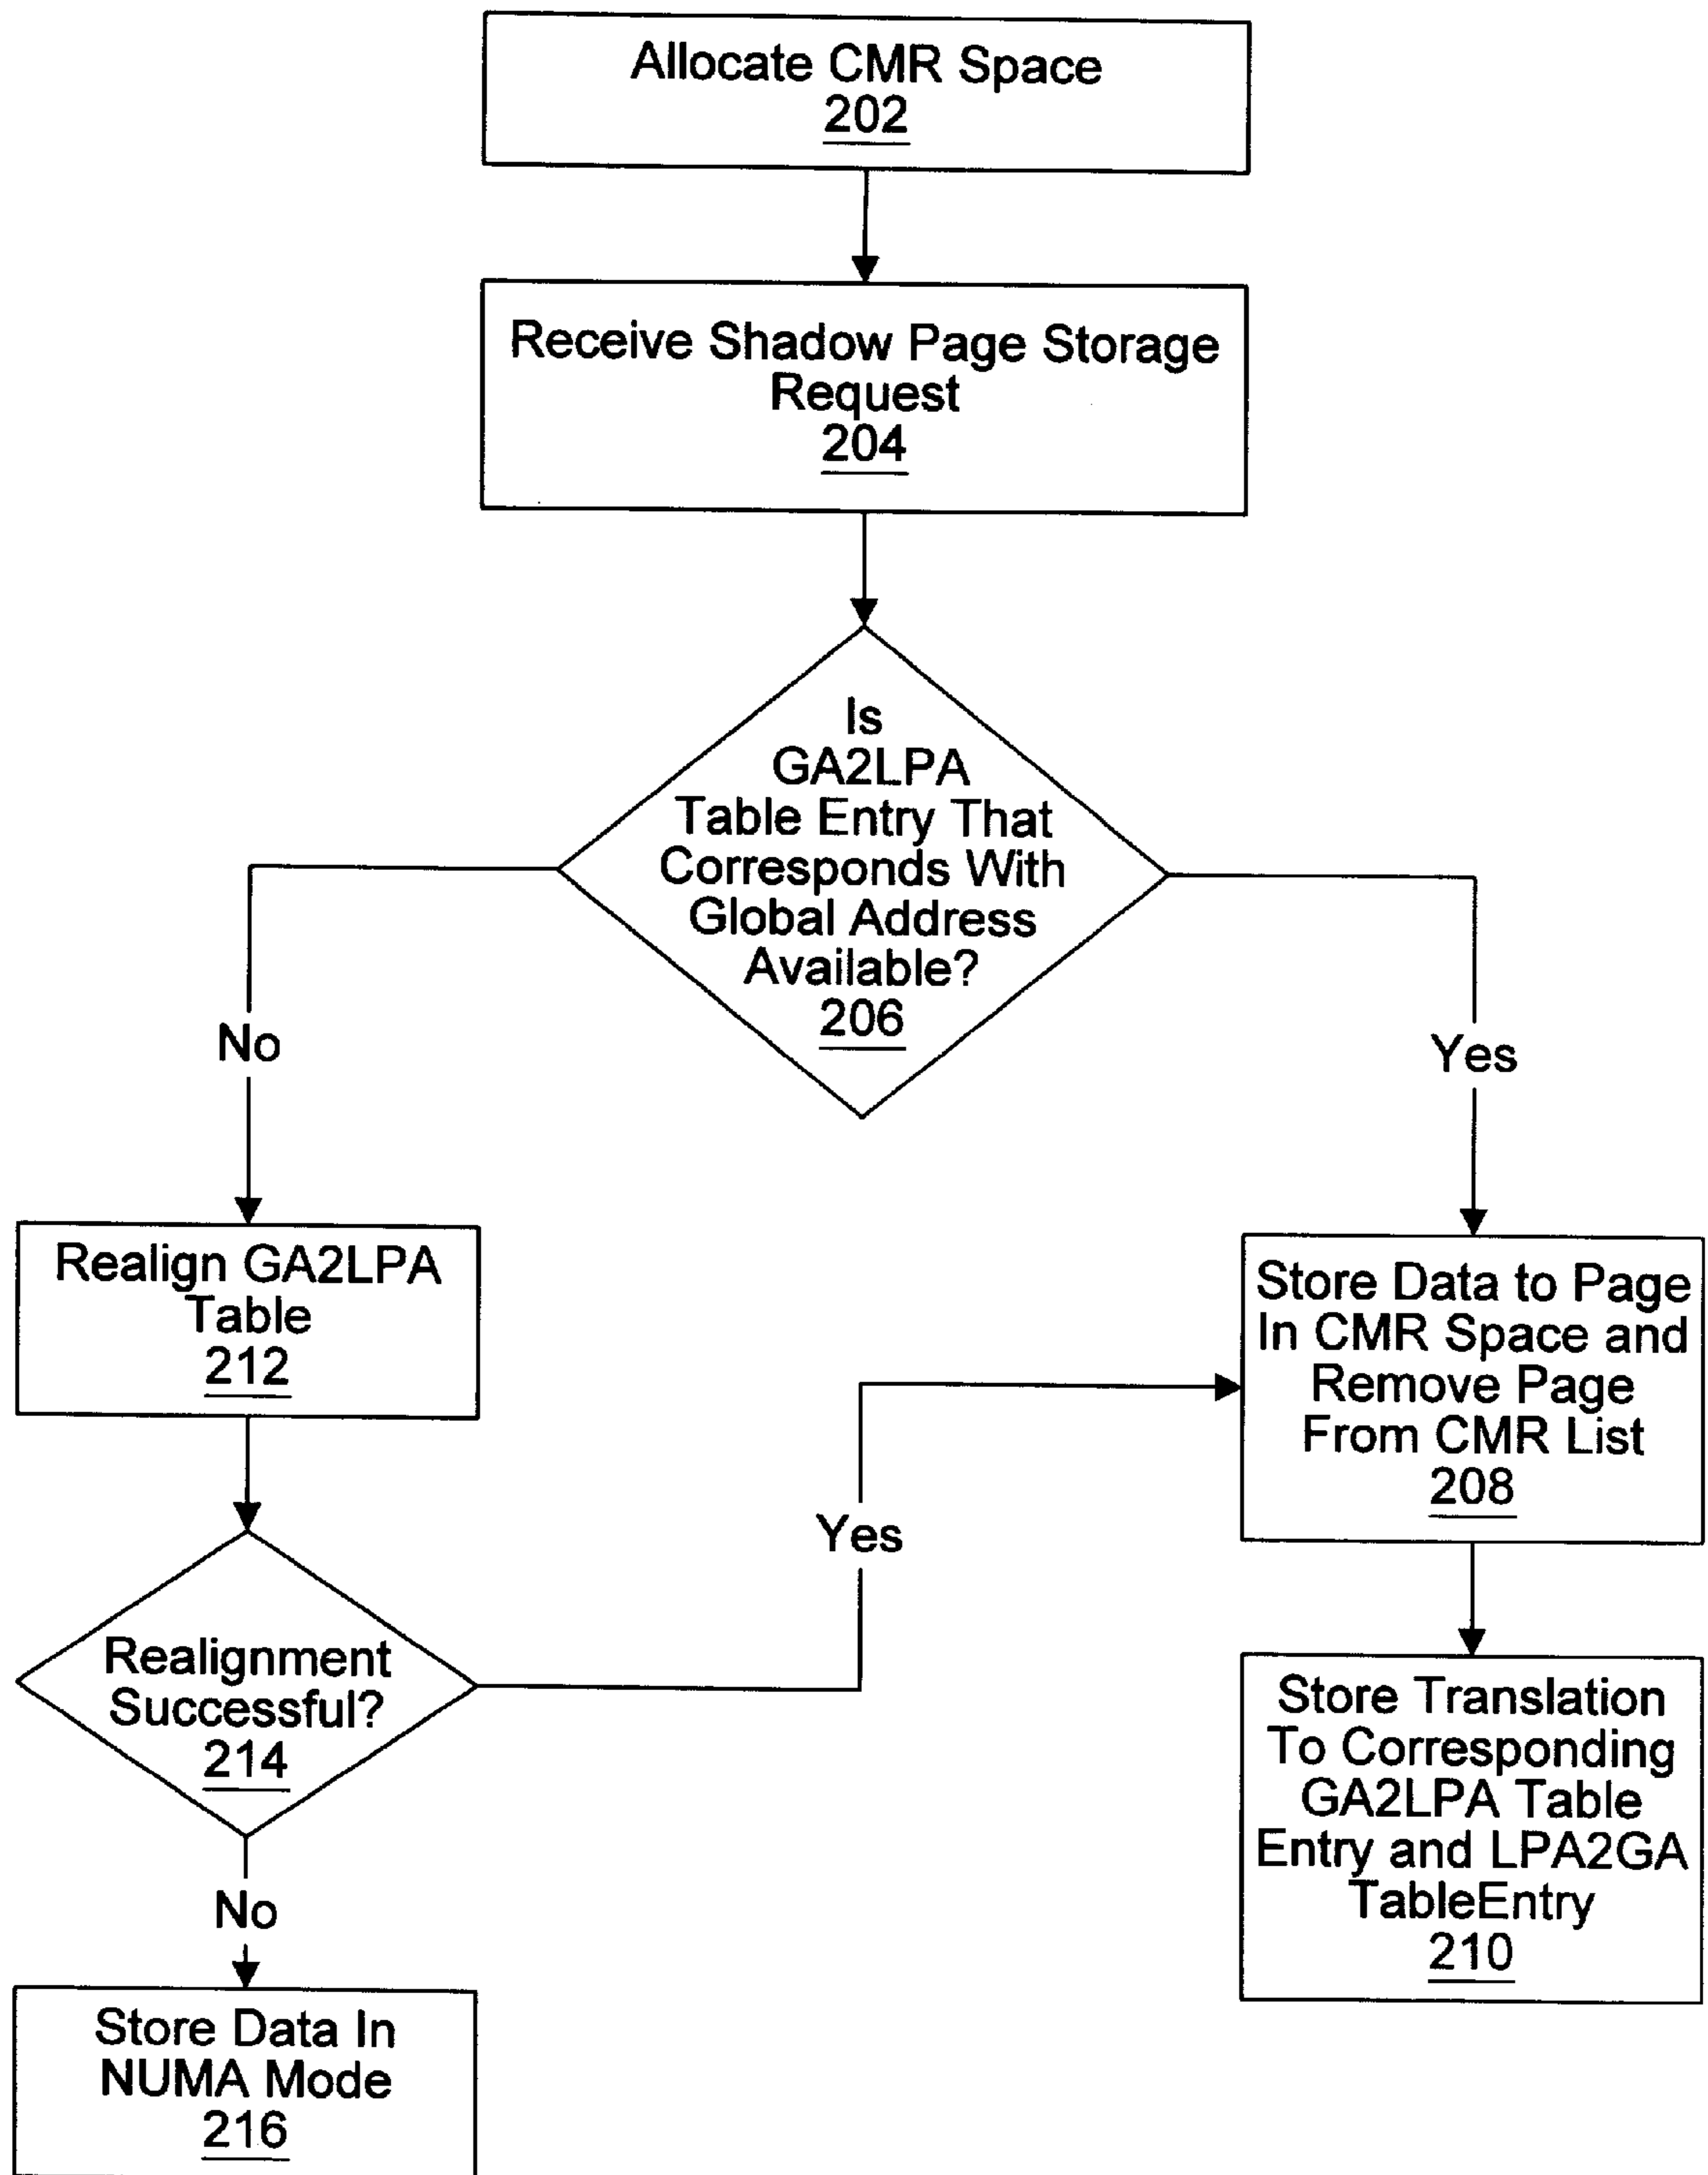 Allocate CMR Space
202
Receive Shadow Page Storage
Request
204
Is
GA2LPA
Table Entry That
Corresponds With
Global Address
Available?
206
No
Yes
Realign GA2LPA
Table
212
Store Data to Page
In CMR Space and
Remove Page
From CMR List
208
Yes
Realignment
Successful?
214
Store Translation
To Corresponding
GA2LPA Table
Entry and LPA2GA
TableEntry
210
No
Store Data In
NUMA Mode
216